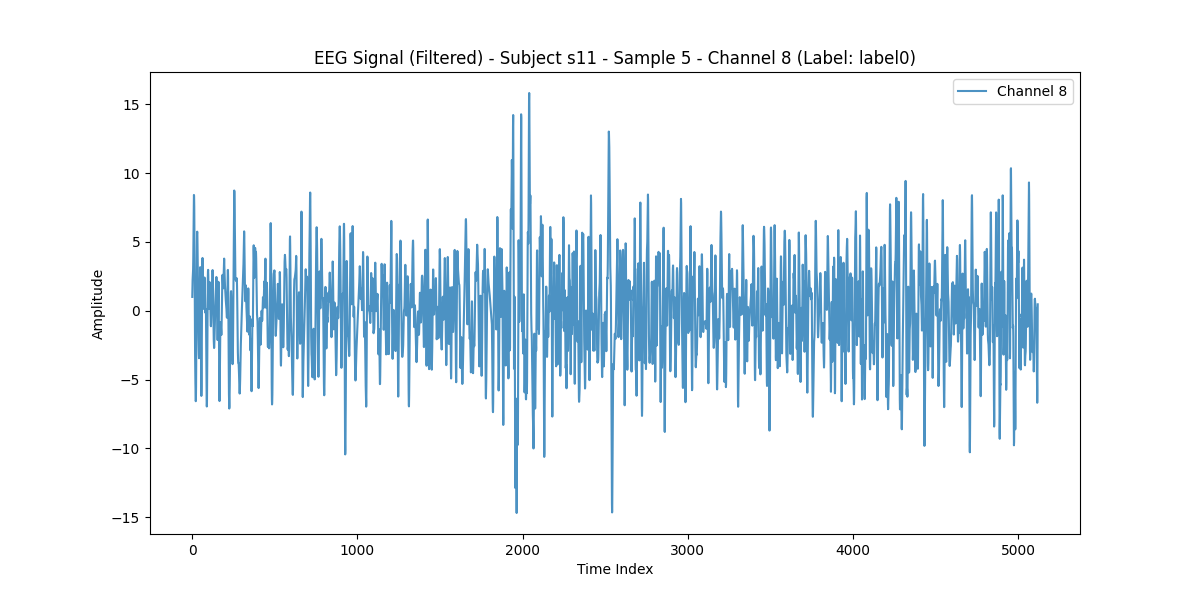 EEG Signal (Filtered) - Subject s11 - Sample 5 - Channel 8 (Label: label0)
Channel 8
15
10
5
0
−5
−10
−15
Amplitude
0 1000 2000 3000 4000 5000
Time Index